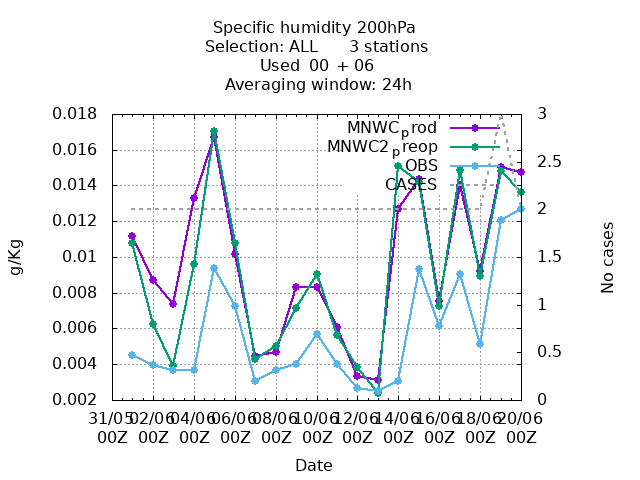 Specific humidity 200hPa
Selection: ALL 3 stations
Used 00 + 06
Averaging window: 24h
0.018
0.016
0.014
0.012
0.01
0.008
0.006
0.004
0.002
3
2.5
2
1.5
1
0.5
0
MNWC_prod
MNWC2_preop
OBS
CASES
g/Kg
No cases
31/05 02/06 04/06 06/06 08/06 10/06 12/06 14/06 16/06 18/06 20/06
00Z 00Z 00Z 00Z 00Z 00Z 00Z 00Z 00Z 00Z 00Z
Date